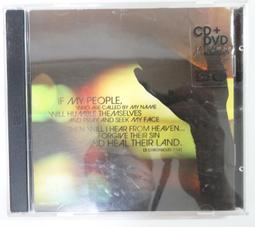 CD+
DVD
IF MY PEOPLE,
WHO ARE CALLED BY MY NAME
WILL HUMBLE THEMSELVES
AND PRAY AND SEEK MY FACE
THEN WILL I HEAR FROM HEAVEN...
FORGIVE THEIR SIN
ND HEAL THEIR LAND.